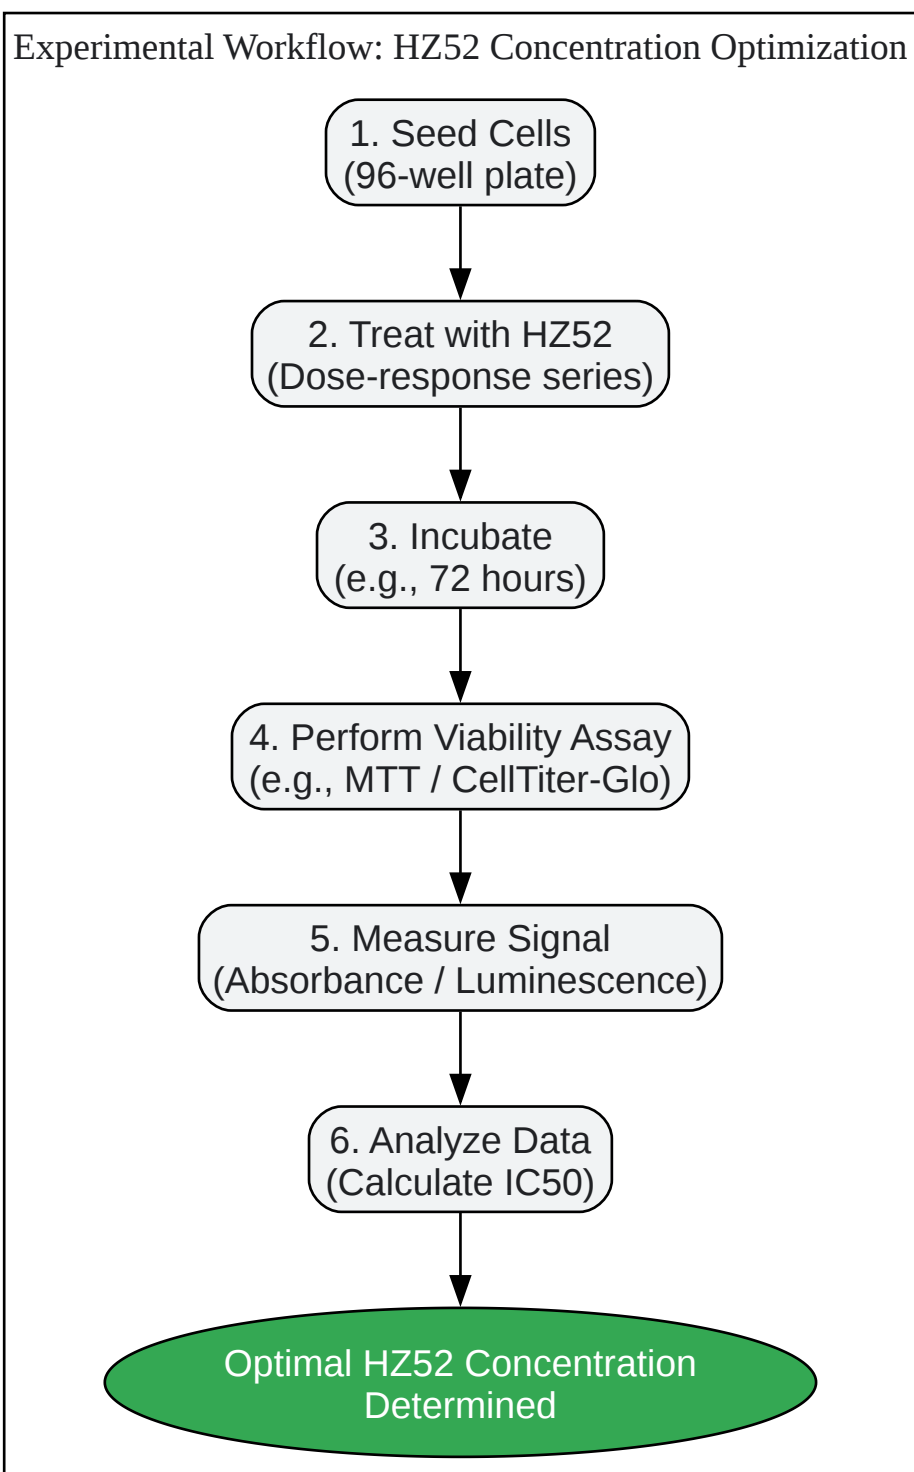 Experimental Workflow: HZ52 Concentration Optimization
1. Seed Cells
(96-well plate)
2. Treat with HZ52
(Dose-response series)
3. Incubate
(e.g., 72 hours)
4. Perform Viability Assay
(e.g., MTT / CellTiter-Glo)
5. Measure Signal
(Absorbance / Luminescence)
6. Analyze Data
(Calculate IC50)
Optimal HZ52 Concentration
Determined